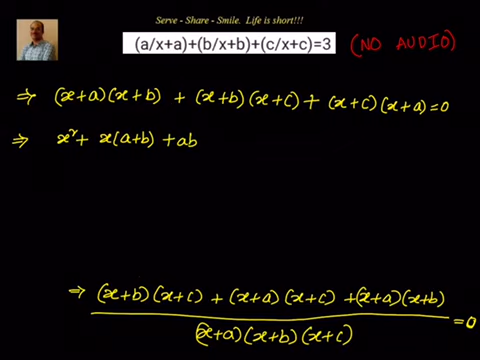 Serve - Share - Smile. Life is short!!!
(a/x+a)+(b/x+b)+(c/x+c)=3 (NO AUDIO)
⇒ (x+a)(x+b) + (x+b)(x+c) + (x+c)(x+a)=0
⇒ x² + x(a+b) + ab
⇒ (x+b)(x+c) + (x+a)(x+c) + (x+a)(x+b)
(x+a)(x+b)(x+c) =0